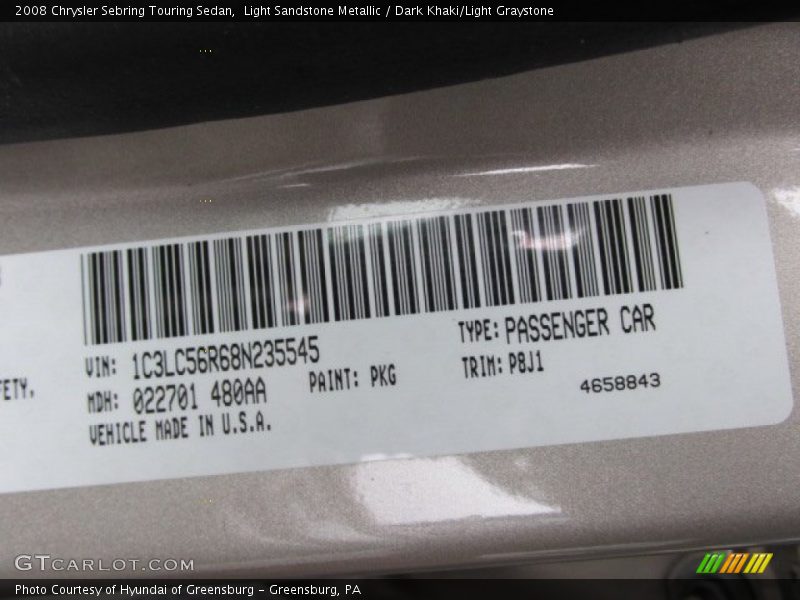 2008 Chrysler Sebring Touring Sedan,  Light Sandstone Metallic / Dark Khaki/Light Graystone
VIN: 1C3LC56R68N235545
TYPE: PASSENGER CAR
FETY.
MDH: 022701 480AA
PAINT: PKG
TRIM: P8J1
VEHICLE MADE IN U.S.A.
4658843
GTCARLOT.COM
Photo Courtesy of Hyundai of Greensburg - Greensburg, PA